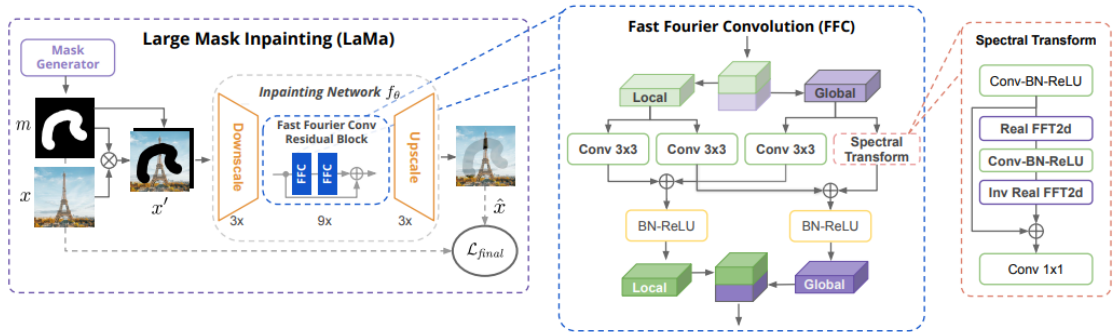 Large Mask Inpainting (LaMa)
Mask
Generator
m
x
x′
Inpainting Network fθ
Downscale
Fast Fourier Conv
Residual Block
FFC
FFC
Upscale
3x
9x
3x
x̂
ℒfinal
Fast Fourier Convolution (FFC)
Local
Global
Conv 3x3
Conv 3x3
Conv 3x3
Spectral
Transform
BN-ReLU
BN-ReLU
Local
Global
Spectral Transform
Conv-BN-ReLU
Real FFT2d
Conv-BN-ReLU
Inv Real FFT2d
Conv 1x1